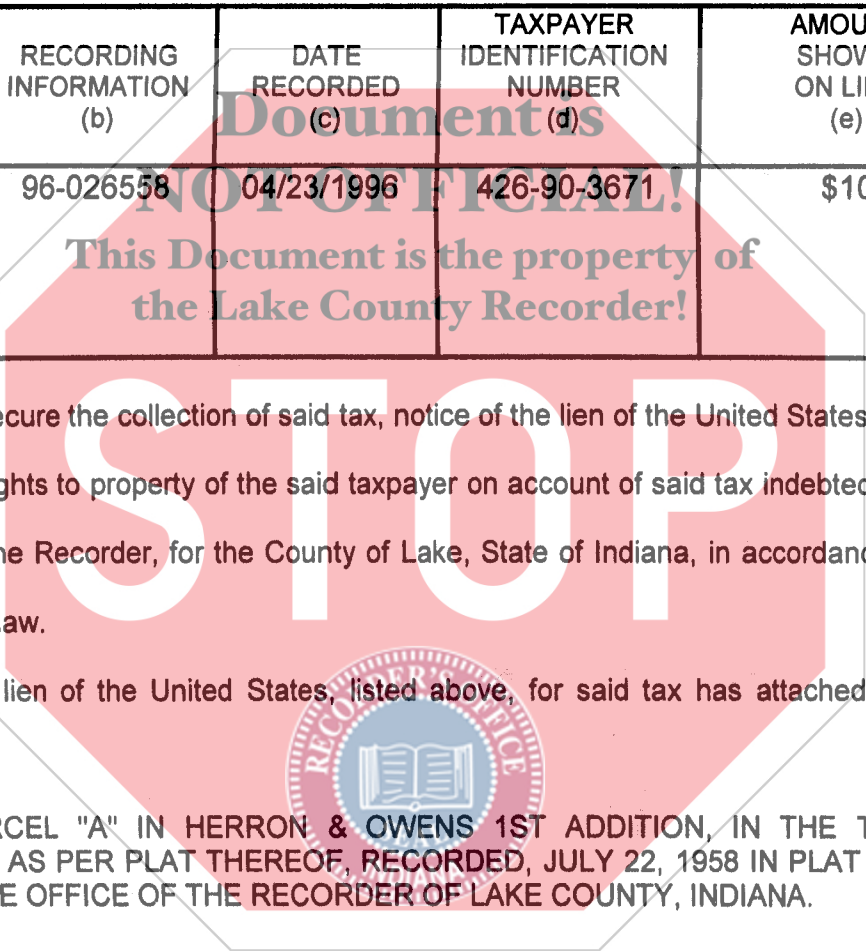 RECORDING INFORMATION (b)
DATE RECORDED (c)
TAXPAYER IDENTIFICATION NUMBER (d)
AMOU SHOW ON LI (e)
96-026558 04/23/1996 426-90-3671 $10
Document is
NOT OFFICIAL!
This Document is the property of
the Lake County Recorder!
STOP
ecure the collection of said tax, notice of the lien of the United States
ghts to property of the said taxpayer on account of said tax indebted
he Recorder, for the County of Lake, State of Indiana, in accordanc
Law.
lien of the United States, listed above, for said tax has attached
RECORDER'S OFFICE
INDIANA
RCEL "A" IN HERRON & OWENS 1ST ADDITION, IN THE T
AS PER PLAT THEREOF, RECORDED, JULY 22, 1958 IN PLAT
E OFFICE OF THE RECORDER OF LAKE COUNTY, INDIANA.